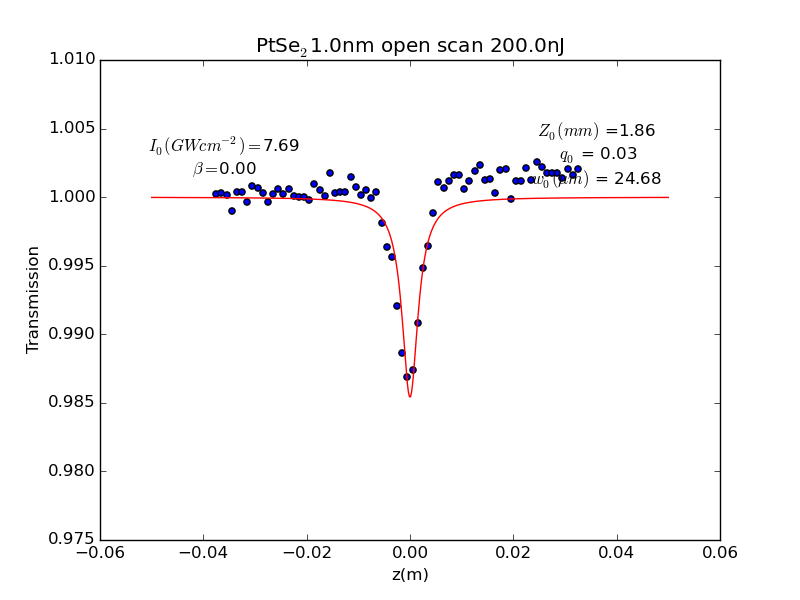 PtSe₂ 1.0nm open scan 200.0nJ
I₀(GWcm⁻²)=7.69
β=0.00
Z₀(mm) =1.86
q₀ = 0.03
w₀(μm) = 24.68
Transmission
1.010
1.005
1.000
0.995
0.990
0.985
0.980
0.975
−0.06
−0.04
−0.02
0.00
0.02
0.04
0.06
z(m)